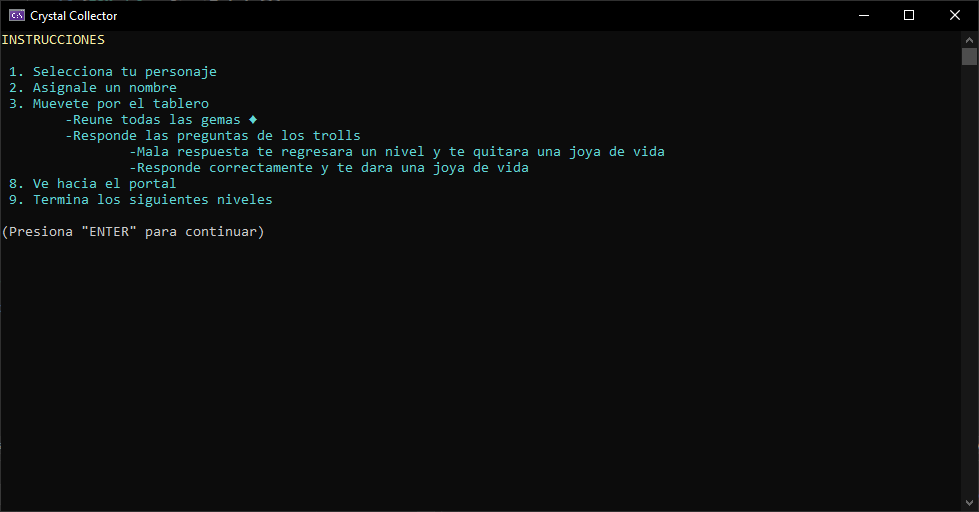 Crystal Collector
INSTRUCCIONES
1. Selecciona tu personaje
2. Asignale un nombre
3. Muevete por el tablero
-Reune todas las gemas ♦
-Responde las preguntas de los trolls
-Mala respuesta te regresara un nivel y te quitara una joya de vida
-Responde correctamente y te dara una joya de vida
8. Ve hacia el portal
9. Termina los siguientes niveles
(Presiona "ENTER" para continuar)